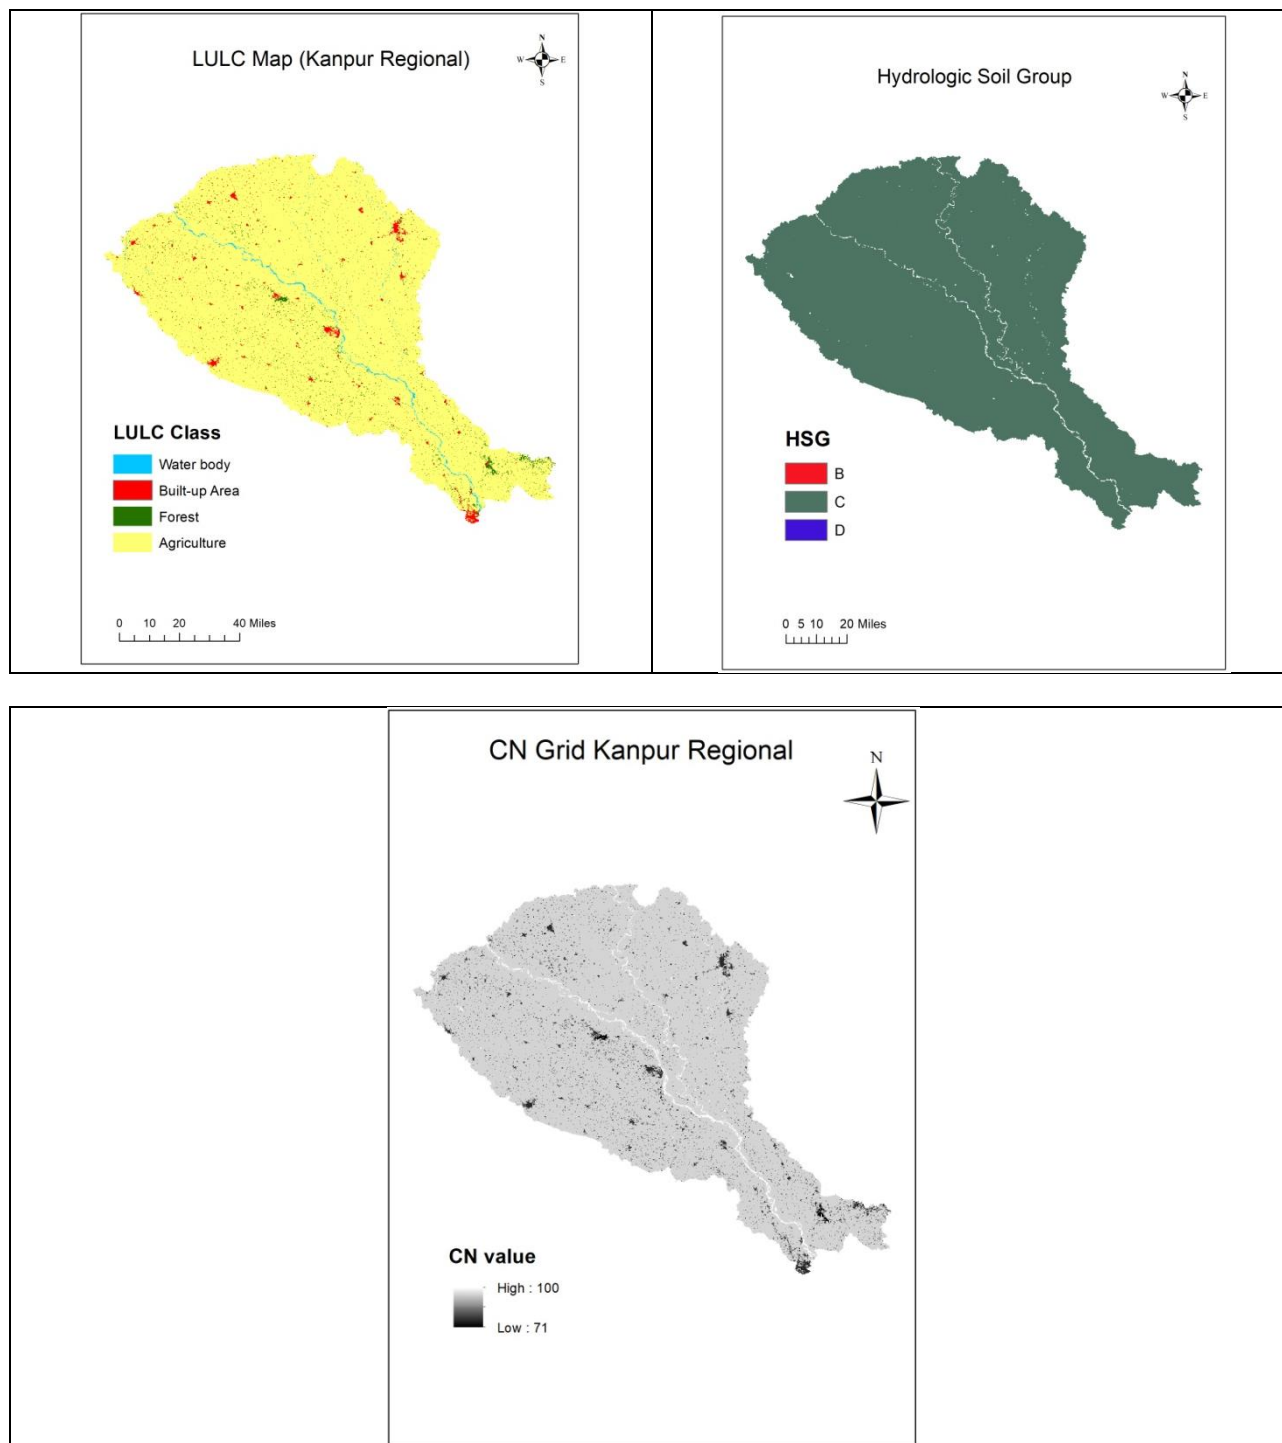 LULC Map (Kanpur Regional)
N
W E
S
LULC Class
Water body
Built-up Area
Forest
Agriculture
0 10 20 40 Miles
Hydrologic Soil Group
N
W E
S
HSG
B
C
D
0 5 10 20 Miles
CN Grid Kanpur Regional
N
CN value
High : 100
Low : 71